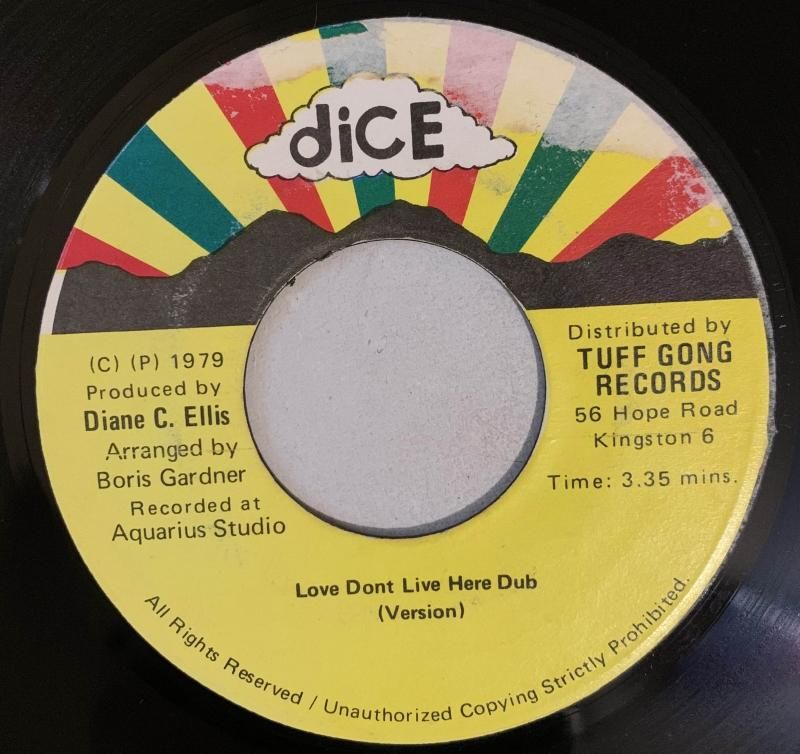 diCE
(C) (P) 1979
Produced by
Diane C. Ellis
Arranged by
Boris Gardner
Recorded at
Aquarius Studio
Distributed by
TUFF GONG
RECORDS
56 Hope Road
Kingston 6
Time: 3.35 mins.
Love Dont Live Here Dub
(Version)
All Rights Reserved / Unauthorized Copying Strictly Prohibited.